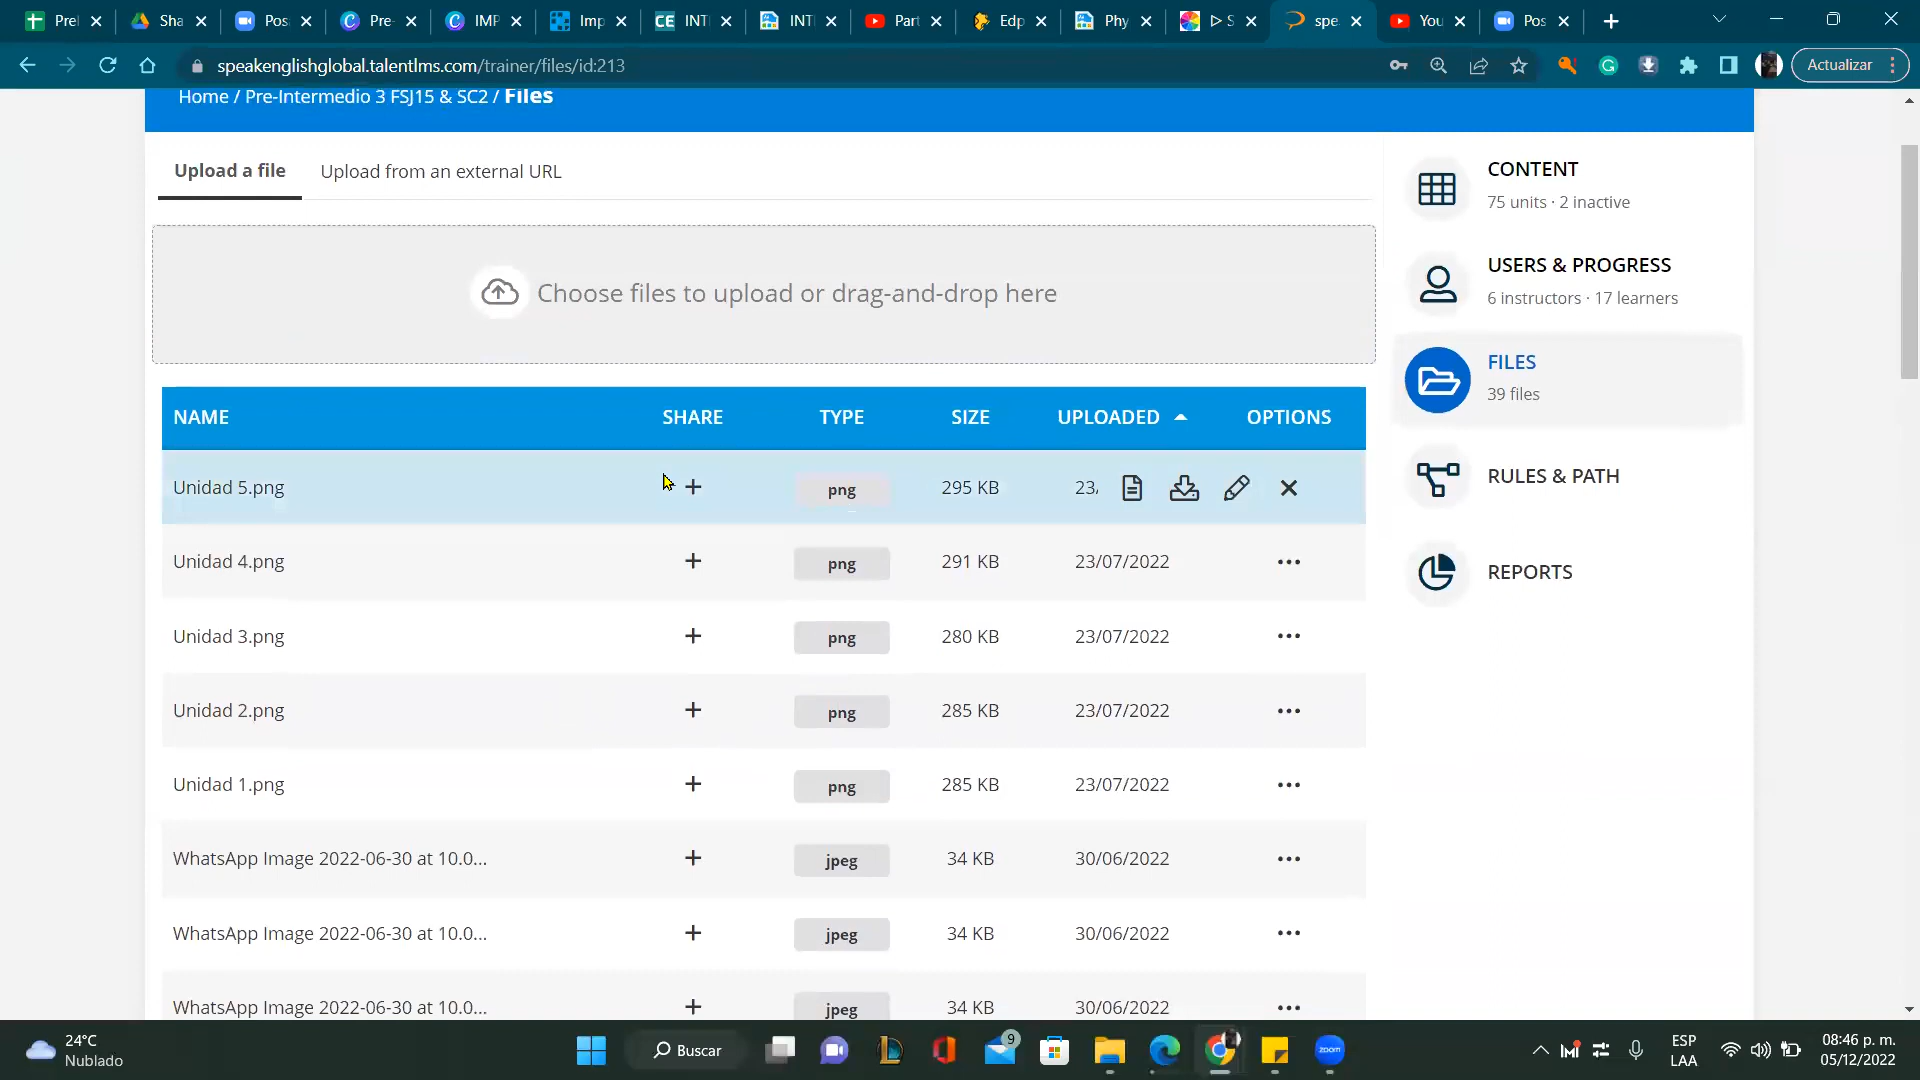 Prel
Sha
Posi
Pre-
IMP
Imp
INTI
INTI
Part
Edp
Phy
S
spe
You
Pos
speakenglishglobal.talentlms.com/trainer/files/id:213
Actualizar
Home / Pre-Intermedio 3 FSJ15 & SC2 / Files
Upload a file
Upload from an external URL
Choose files to upload or drag-and-drop here
CONTENT
75 units · 2 inactive
USERS & PROGRESS
6 instructors · 17 learners
FILES
39 files
RULES & PATH
REPORTS
NAME SHARE TYPE SIZE UPLOADED OPTIONS
Unidad 5.png + png 295 KB 23,
Unidad 4.png + png 291 KB 23/07/2022 •••
Unidad 3.png + png 280 KB 23/07/2022 •••
Unidad 2.png + png 285 KB 23/07/2022 •••
Unidad 1.png + png 285 KB 23/07/2022 •••
WhatsApp Image 2022-06-30 at 10.0... + jpeg 34 KB 30/06/2022 •••
WhatsApp Image 2022-06-30 at 10.0... + jpeg 34 KB 30/06/2022 •••
WhatsApp Image 2022-06-30 at 10.0... + jpeg 34 KB 30/06/2022 •••
24°C
Nublado
Buscar
9
zoom
ESP
LAA
08:46 p. m.
05/12/2022